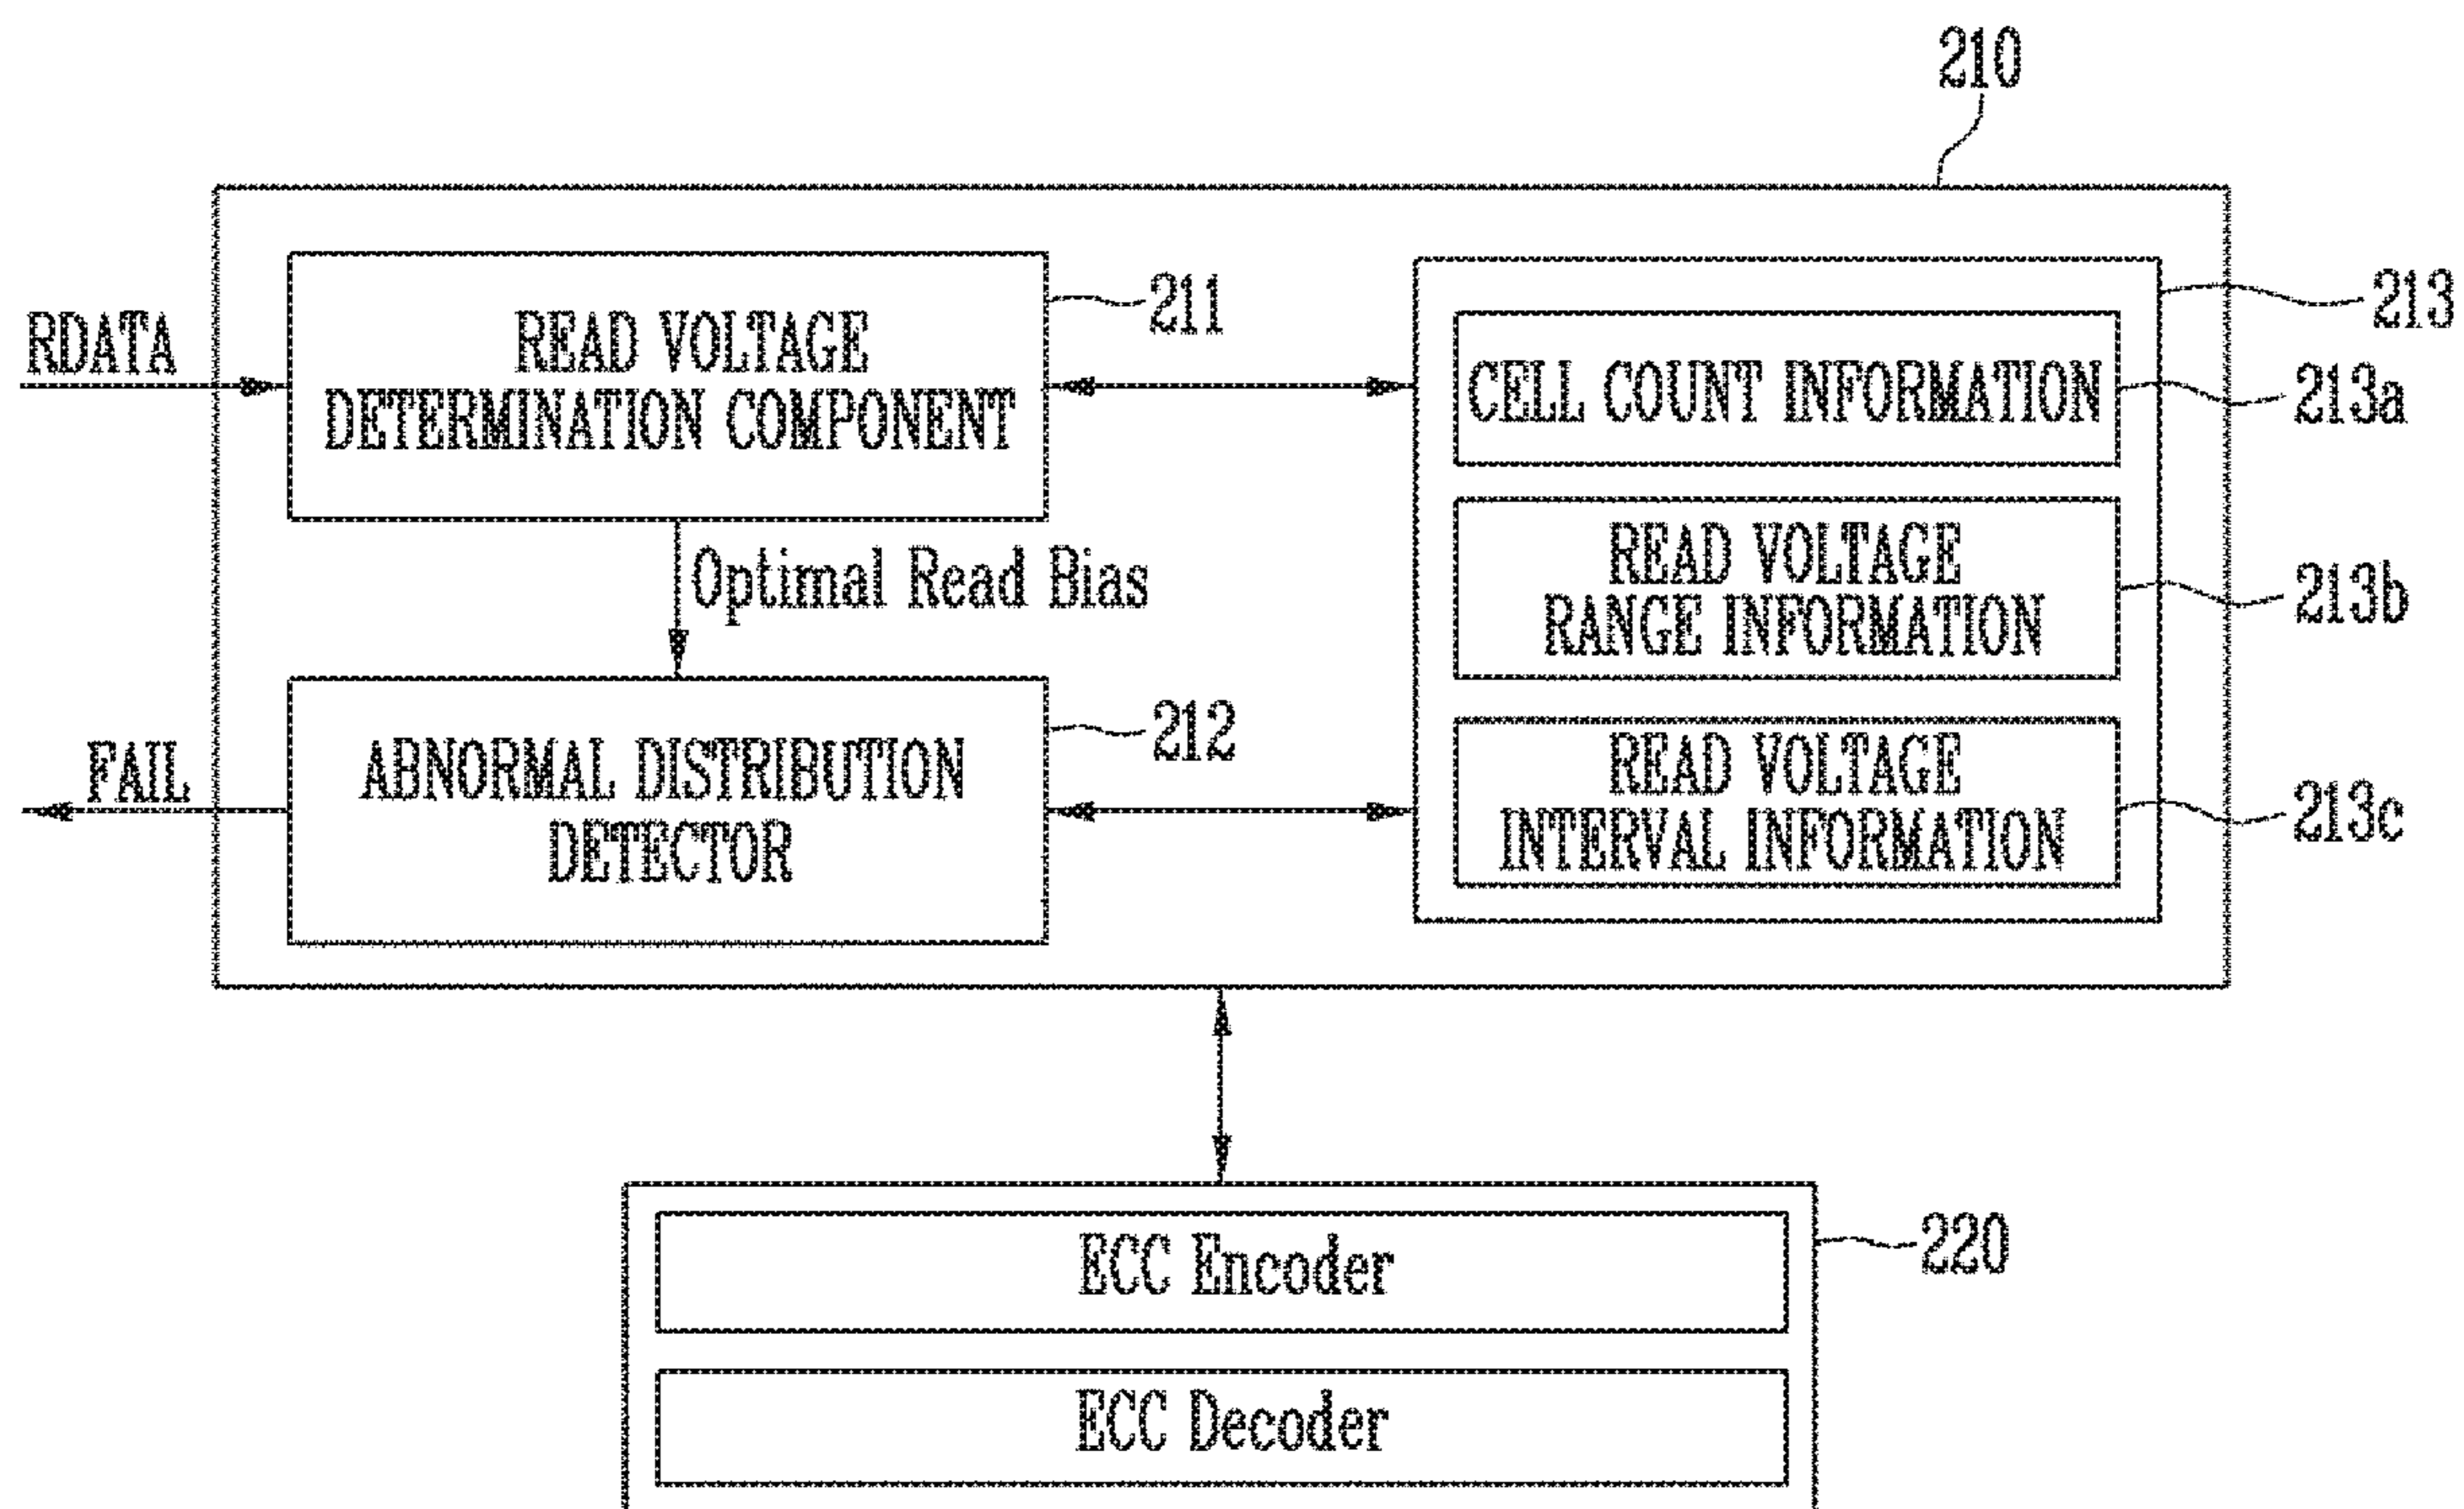 210
READ VOLTAGE
DETERMINATION COMPONENT
211
RDATA
Optimal Read Bias
ABNORMAL DISTRIBUTION
DETECTOR
212
FAIL
213
CELL COUNT INFORMATION
213a
READ VOLTAGE
RANGE INFORMATION
213b
READ VOLTAGE
INTERVAL INFORMATION
213c
ECC Encoder
220
ECC Decoder